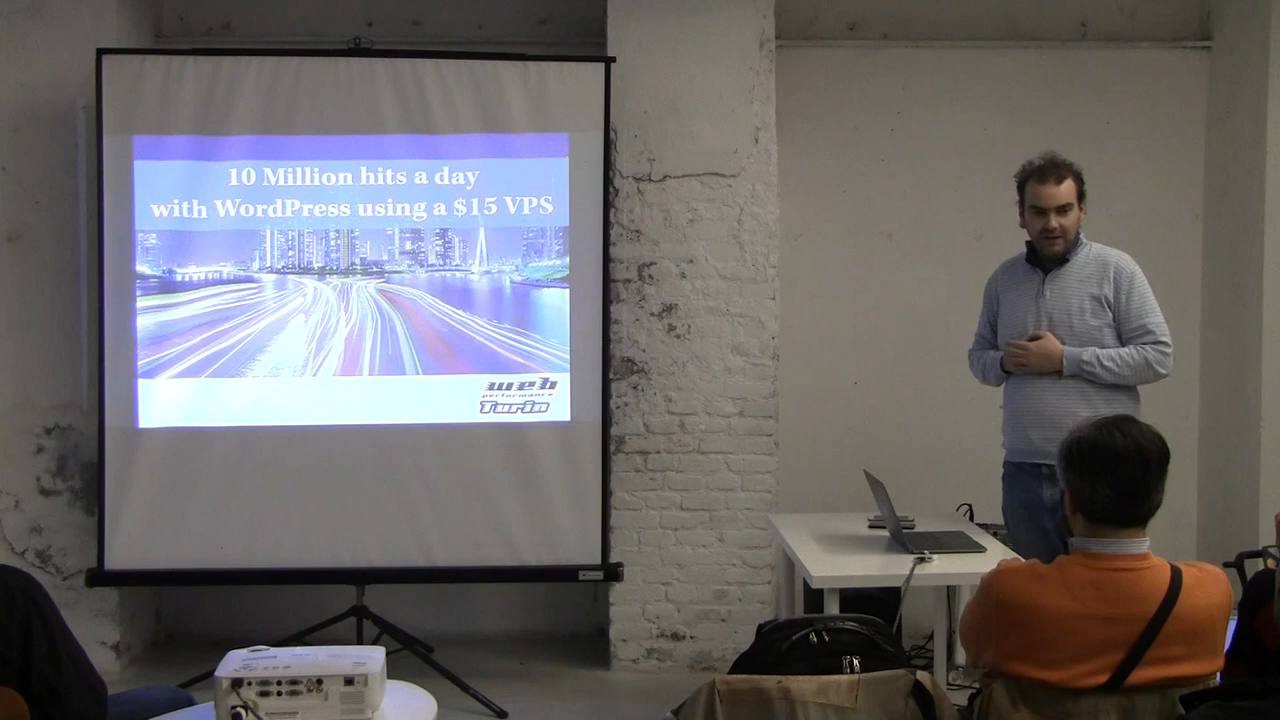 10 Million hits a day
with WordPress using a $15 VPS
web
performance
Turin